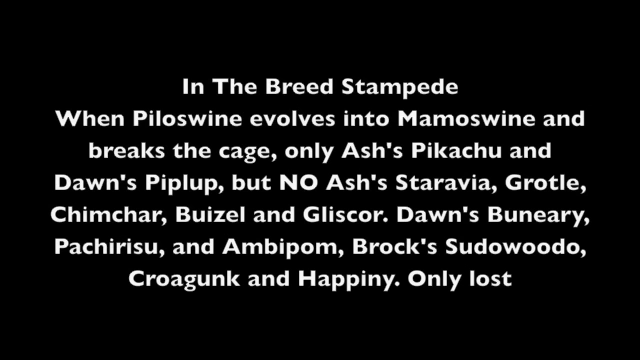 In The Breed Stampede
When Piloswine evolves into Mamoswine and
breaks the cage, only Ash's Pikachu and
Dawn's Piplup, but NO Ash's Staravia, Grotle,
Chimchar, Buizel and Gliscor. Dawn's Buneary,
Pachirisu, and Ambipom, Brock's Sudowoodo,
Croagunk and Happiny. Only lost